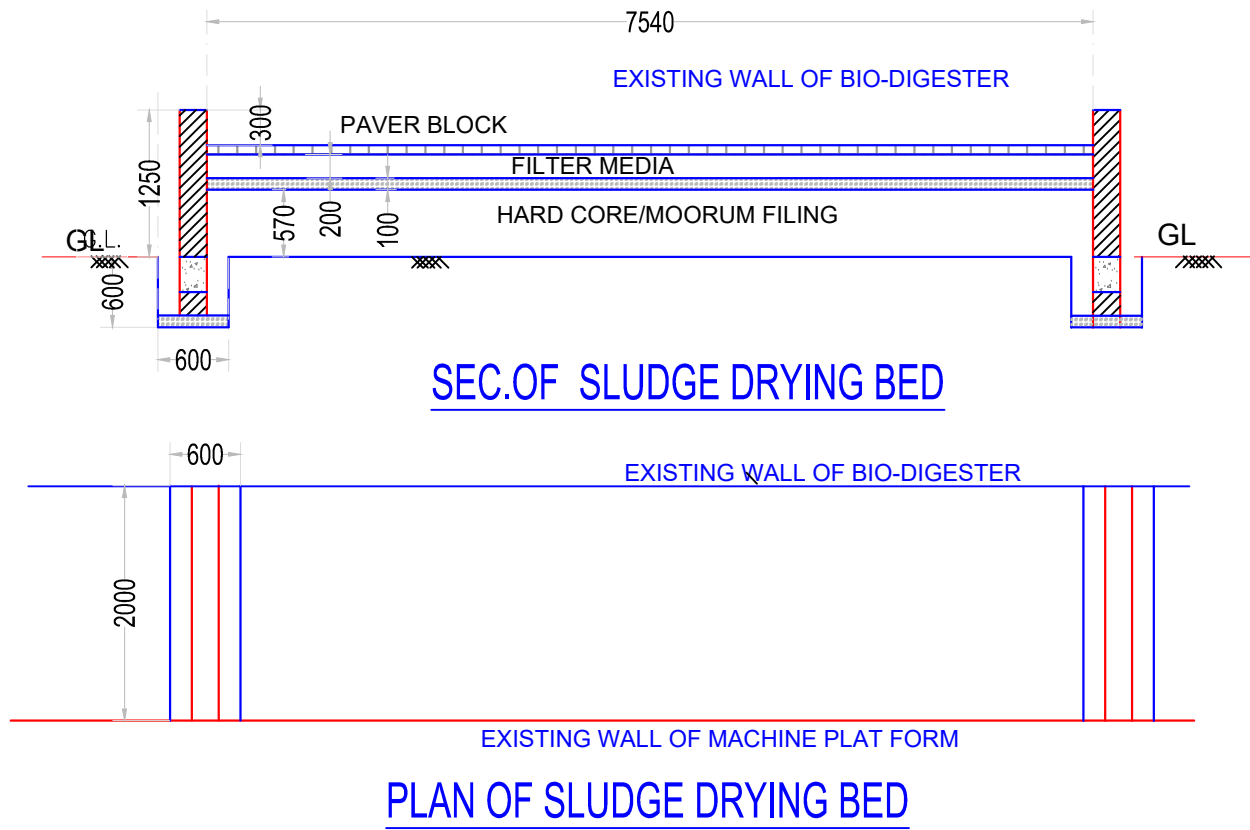 7540
EXISTING WALL OF BIO-DIGESTER
300
PAVER BLOCK
1250
FILTER MEDIA
570
200
100
HARD CORE/MOORUM FILING
GL
G.L.
GL
600
600
SEC.OF SLUDGE DRYING BED
600
EXISTING WALL OF BIO-DIGESTER
2000
EXISTING WALL OF MACHINE PLAT FORM
PLAN OF SLUDGE DRYING BED